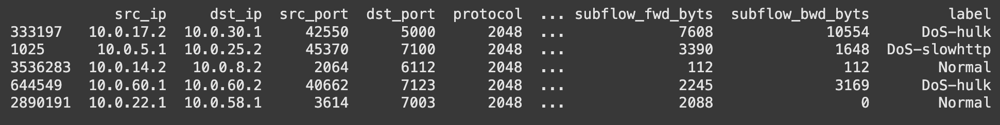 src_ip dst_ip src_port dst_port protocol ... subflow_fwd_byts subflow_bwd_byts label
333197 10.0.17.2 10.0.30.1 42550 5000 2048 ... 7608 10554 DoS-hulk
1025 10.0.5.1 10.0.25.2 45370 7100 2048 ... 3390 1648 DoS-slowhttp
3536283 10.0.14.2 10.0.8.2 2064 6112 2048 ... 112 112 Normal
644549 10.0.60.1 10.0.60.2 40662 7123 2048 ... 2245 3169 DoS-hulk
2890191 10.0.22.1 10.0.58.1 3614 7003 2048 ... 2088 0 Normal